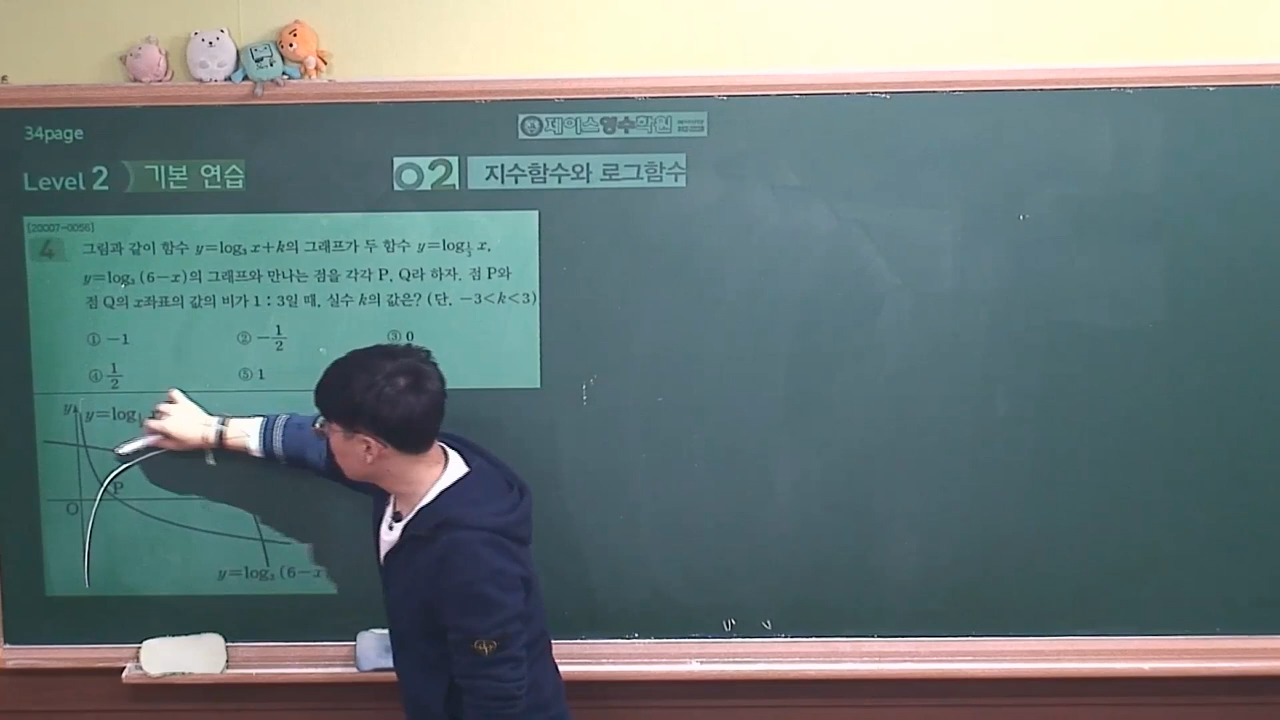 34page
제이스영수학원
Level 2 기본 연습
02 지수함수와 로그함수
[20007-0056]
4 그림과 같이 함수 y=log₃ x+k의 그래프가 두 함수 y=log_{1/3} x,
y=log₃ (6-x)의 그래프와 만나는 점을 각각 P, Q라 하자. 점 P와
점 Q의 x좌표의 값의 비가 1 : 3일 때, 실수 k의 값은? (단, -3<k<3)
① -1 ② -1/2 ③ 0
④ 1/2 ⑤ 1
y
y=log
P
O
y=log₃ (6-x